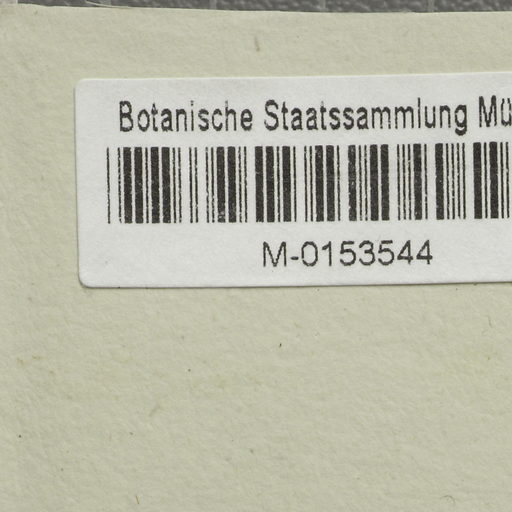 Botanische Staatssammlung Mü
M-0153544